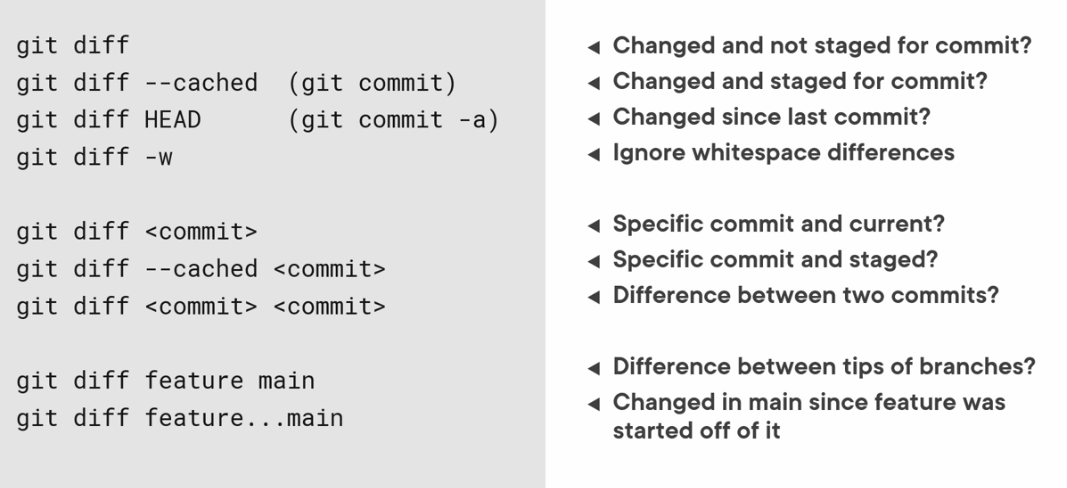 git diff
git diff --cached  (git commit)
git diff HEAD      (git commit -a)
git diff -w
git diff <commit>
git diff --cached <commit>
git diff <commit> <commit>
git diff feature main
git diff feature...main
◀ Changed and not staged for commit?
◀ Changed and staged for commit?
◀ Changed since last commit?
◀ Ignore whitespace differences
◀ Specific commit and current?
◀ Specific commit and staged?
◀ Difference between two commits?
◀ Difference between tips of branches?
◀ Changed in main since feature was
started off of it